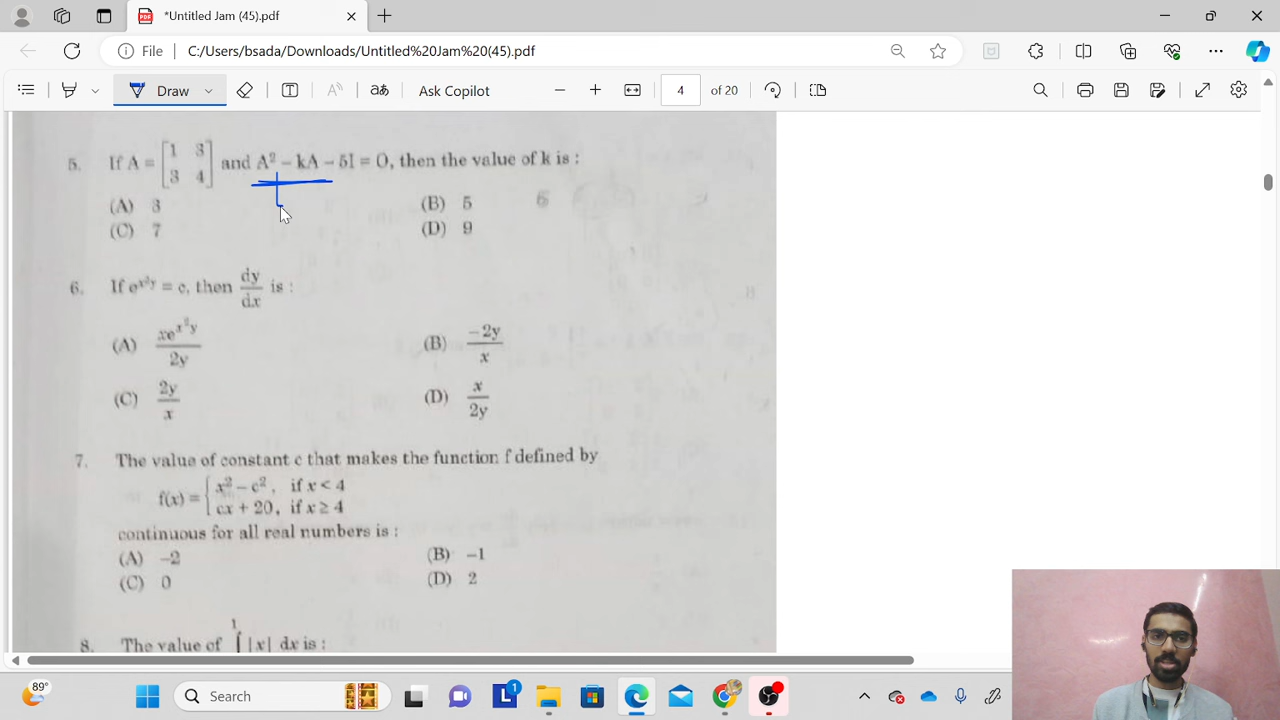 *Untitled Jam (45).pdf
File
C:/Users/bsada/Downloads/Untitled%20Jam%20(45).pdf
Draw
Ask Copilot
4 of 20
5. If A = [1 3
3 4] and A² – kA – 5I = O, then the value of k is :
(A) 3 (B) 5
(C) 7 (D) 9
6. If e^(x²y) = c, then dy/dx is :
(A) xe^(x²y)/2y (B) –2y/x
(C) 2y/x (D) x/2y
7. The value of constant c that makes the function f defined by
f(x) = { x² – c², if x < 4
cx + 20, if x ≥ 4
continuous for all real numbers is :
(A) –2 (B) –1
(C) 0 (D) 2
8. The value of ∫ |x| dx is :
89°
Search
1